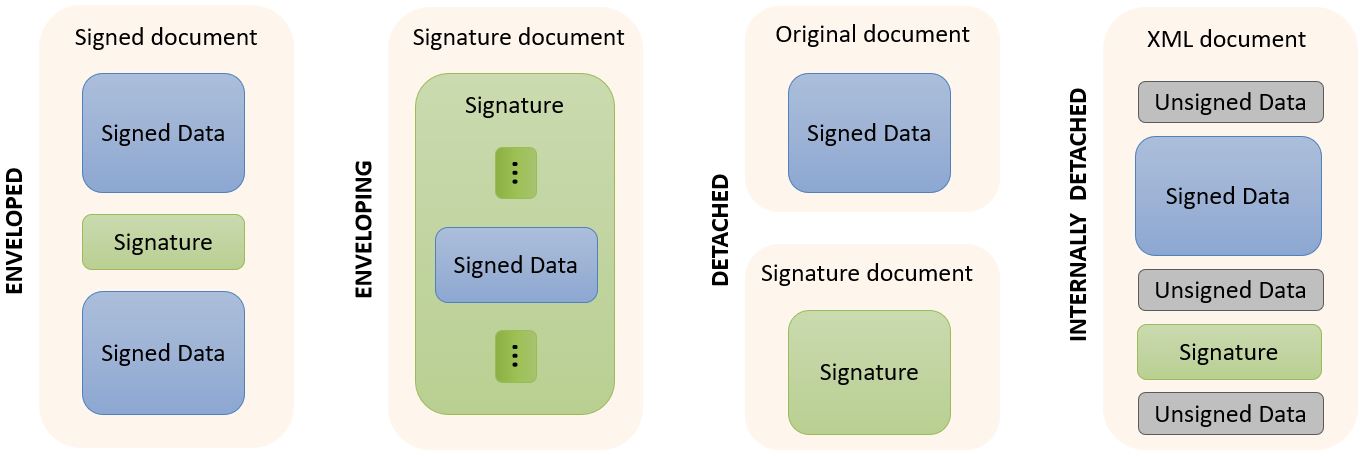 ENVELOPED
Signed document
Signed Data
Signature
Signed Data
ENVELOPING
Signature document
Signature
Signed Data
DETACHED
Original document
Signed Data
Signature document
Signature
INTERNALLY DETACHED
XML document
Unsigned Data
Signed Data
Unsigned Data
Signature
Unsigned Data